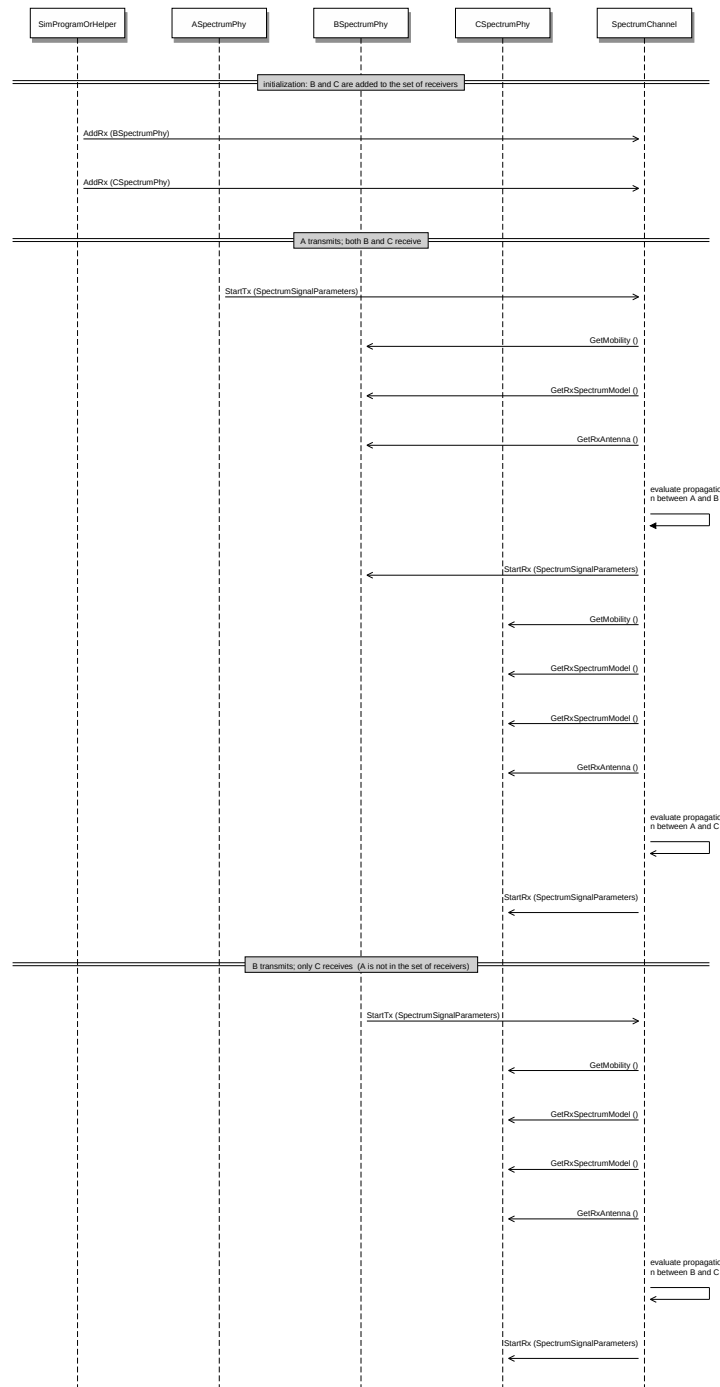 SimProgramOrHelper
ASpectrumPhy
BSpectrumPhy
CSpectrumPhy
SpectrumChannel
initialization: B and C are added to the set of receivers
AddRx (BSpectrumPhy)
AddRx (CSpectrumPhy)
A transmits; both B and C receive
StartTx (SpectrumSignalParameters)
GetMobility ()
GetRxSpectrumModel ()
GetRxAntenna ()
evaluate propagatio
n between A and B
StartRx (SpectrumSignalParameters)
GetMobility ()
GetRxSpectrumModel ()
GetRxSpectrumModel ()
GetRxAntenna ()
evaluate propagatio
n between A and C
StartRx (SpectrumSignalParameters)
B transmits; only C receives (A is not in the set of receivers)
StartTx (SpectrumSignalParameters)
GetMobility ()
GetRxSpectrumModel ()
GetRxSpectrumModel ()
GetRxAntenna ()
evaluate propagatio
n between B and C
StartRx (SpectrumSignalParameters)